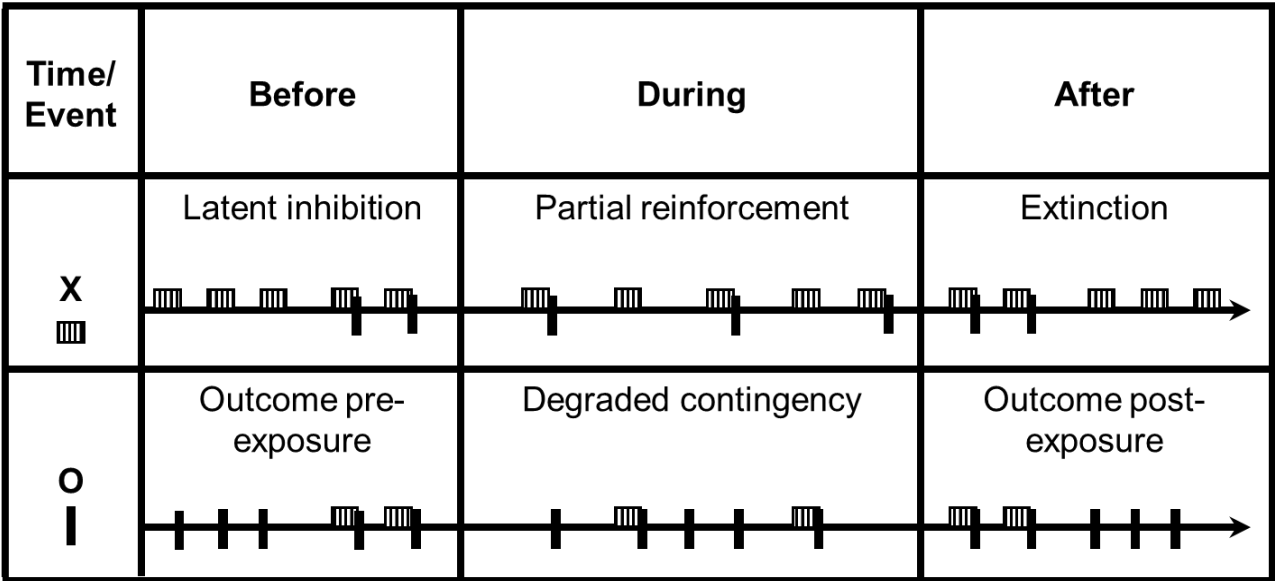 Time/
Event
Before
During
After
X
Latent inhibition
Partial reinforcement
Extinction
O
Outcome pre-
exposure
Degraded contingency
Outcome post-
exposure